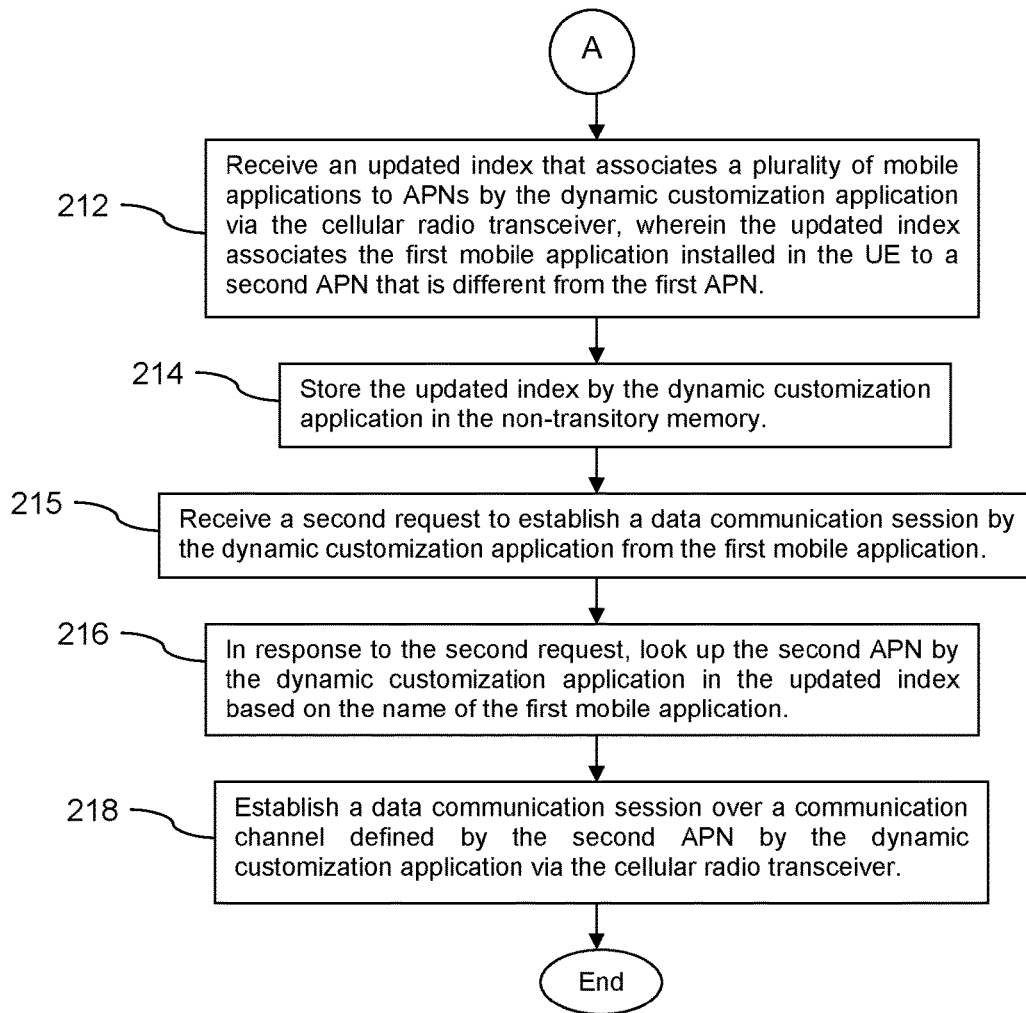 A
212
Receive an updated index that associates a plurality of mobile
applications to APNs by the dynamic customization application
via the cellular radio transceiver, wherein the updated index
associates the first mobile application installed in the UE to a
second APN that is different from the first APN.
214
Store the updated index by the dynamic customization
application in the non-transitory memory.
215
Receive a second request to establish a data communication session by
the dynamic customization application from the first mobile application.
216
In response to the second request, look up the second APN by
the dynamic customization application in the updated index
based on the name of the first mobile application.
218
Establish a data communication session over a communication
channel defined by the second APN by the dynamic
customization application via the cellular radio transceiver.
End